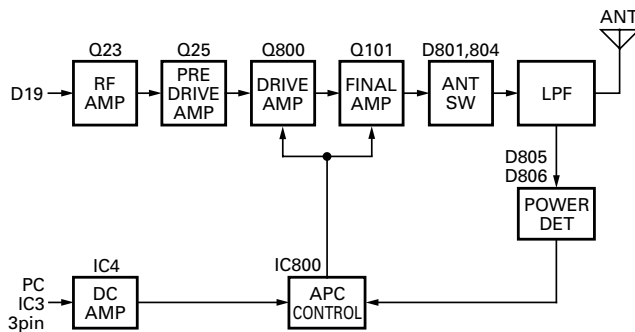 ANT
Q23
Q25
Q800
Q101
D801,804
D19
RF
AMP
PRE
DRIVE
AMP
DRIVE
AMP
FINAL
AMP
ANT
SW
LPF
D805
D806
POWER
DET
IC4
IC800
PC
IC3
3pin
DC
AMP
APC
CONTROL